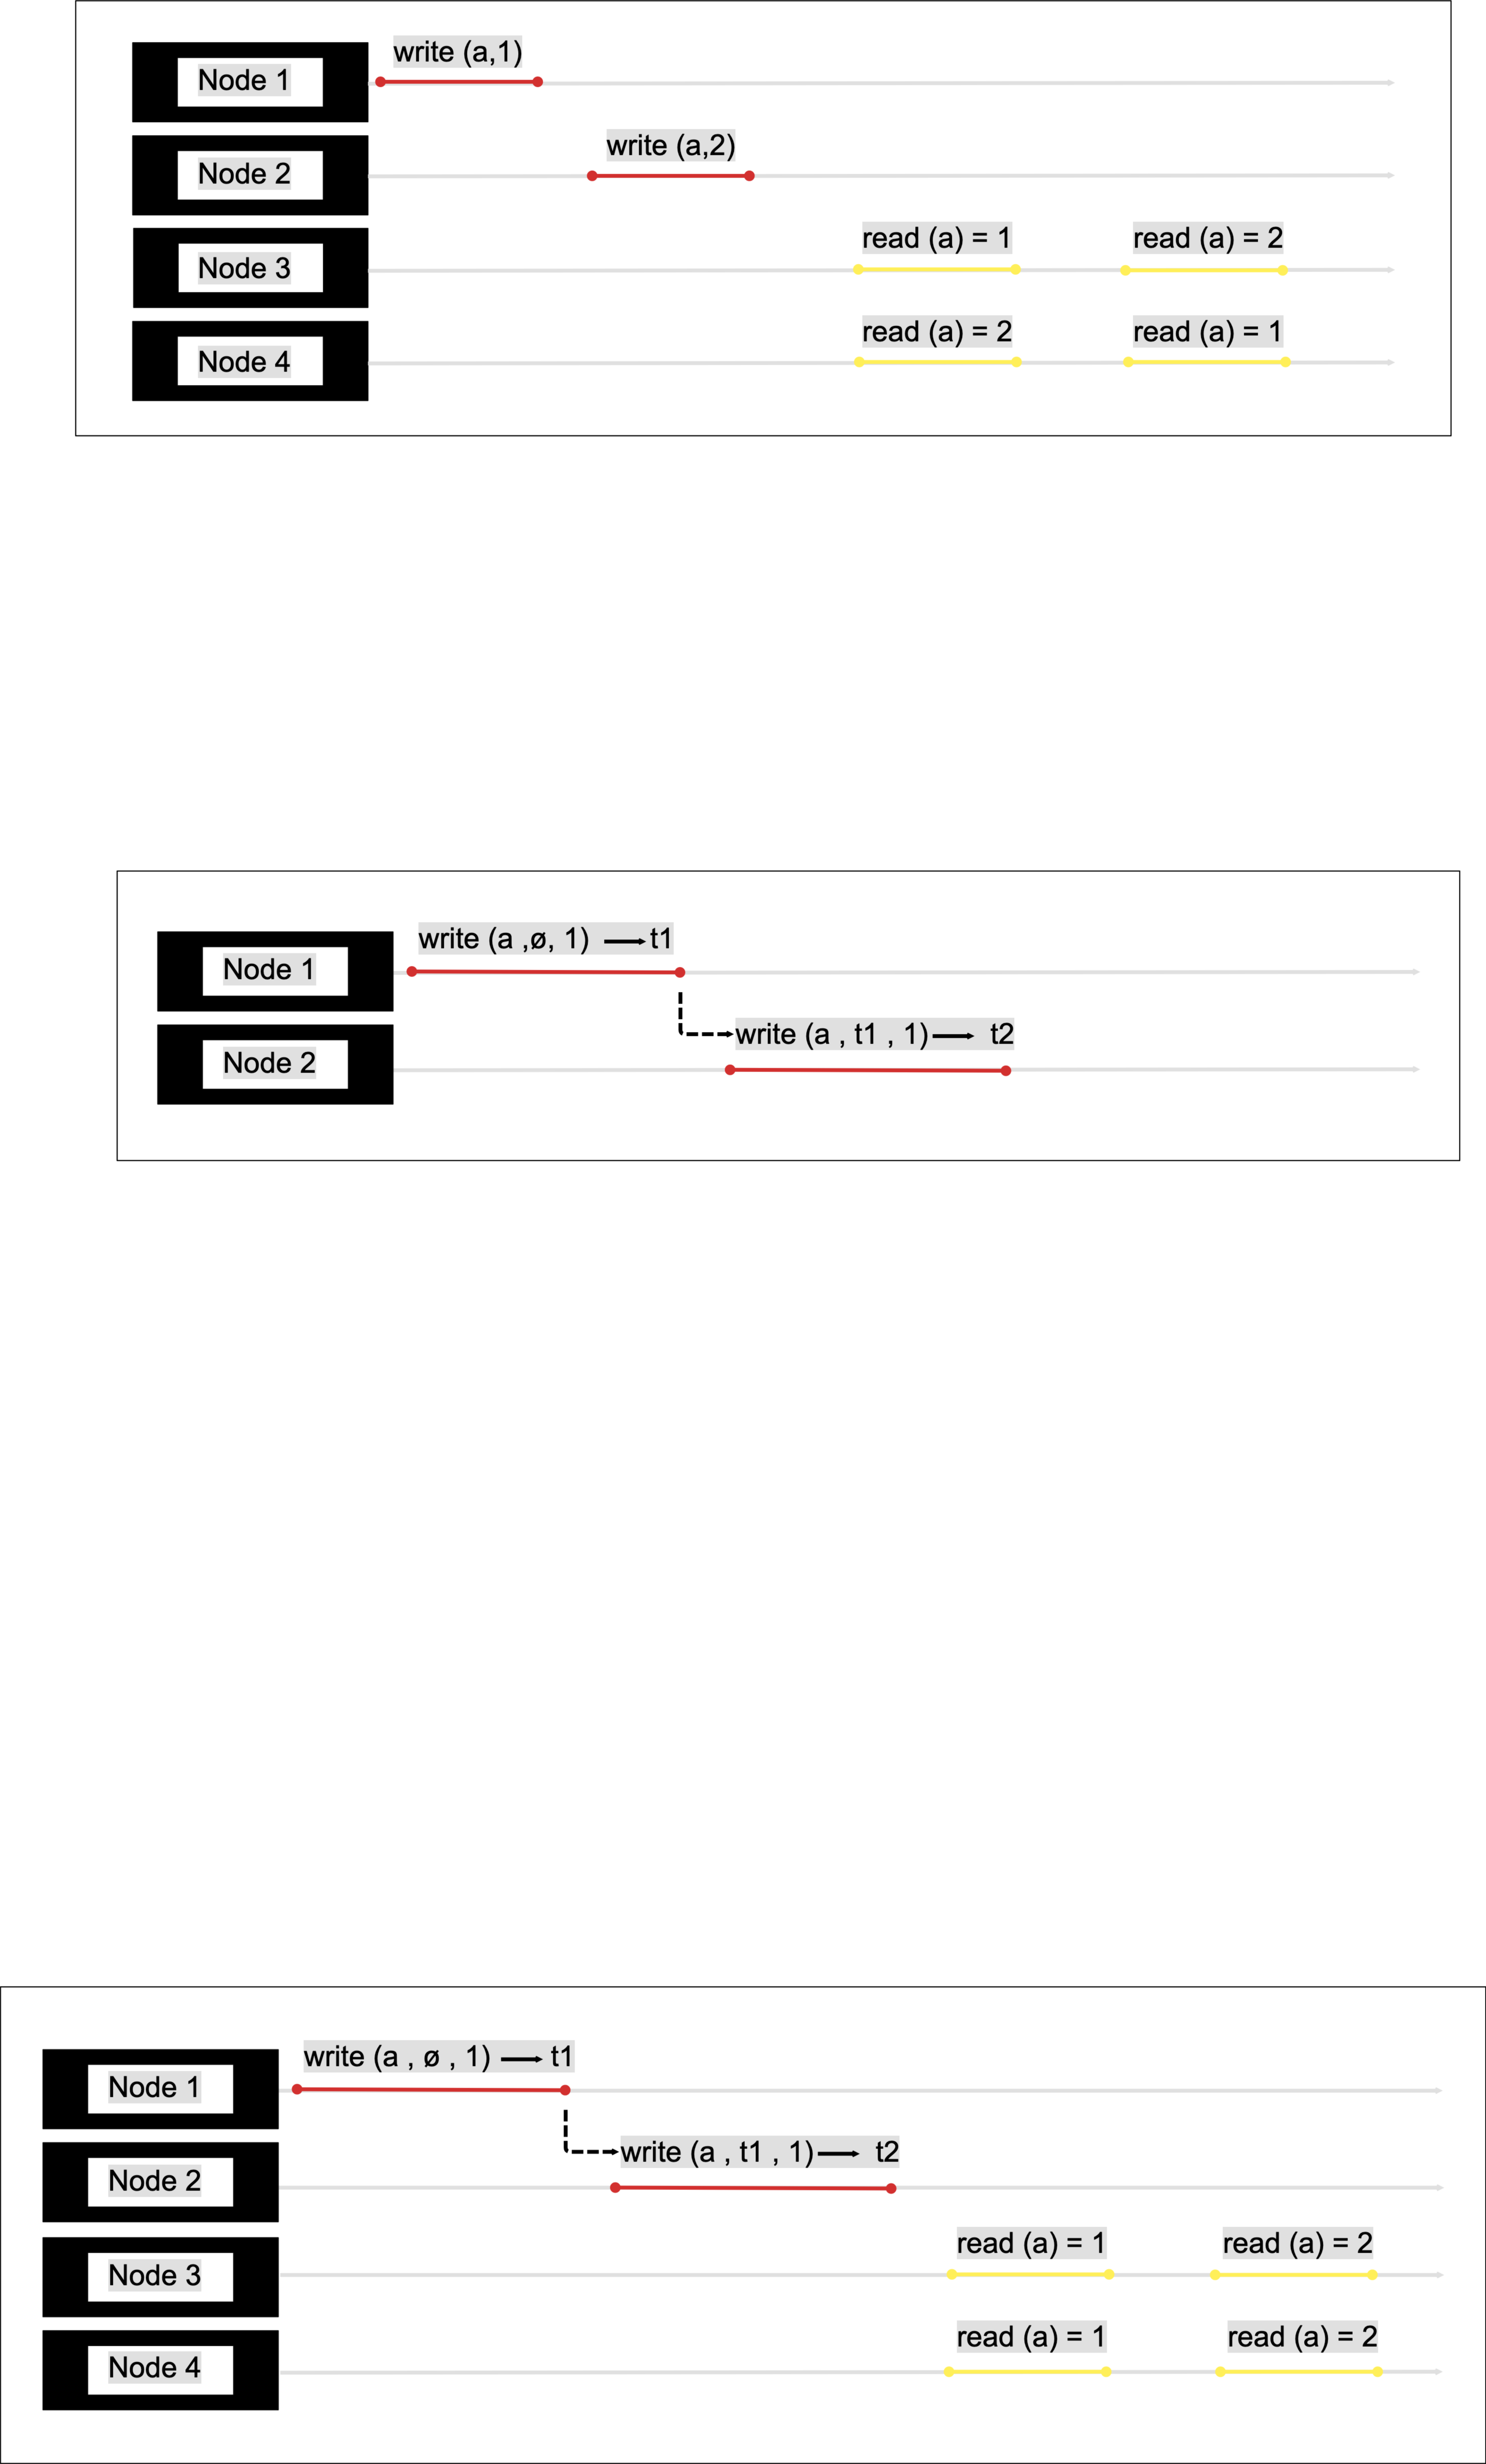 write (a,1)
Node 1
write (a,2)
Node 2
read (a) = 1 read (a) = 2
Node 3
read (a) = 2 read (a) = 1
Node 4
write (a ,ø, 1) ⟶ t1
Node 1
write (a , t1 , 1) ⟶ t2
Node 2
write (a , ø , 1) ⟶ t1
Node 1
write (a , t1 , 1) ⟶ t2
Node 2
read (a) = 1 read (a) = 2
Node 3
read (a) = 1 read (a) = 2
Node 4